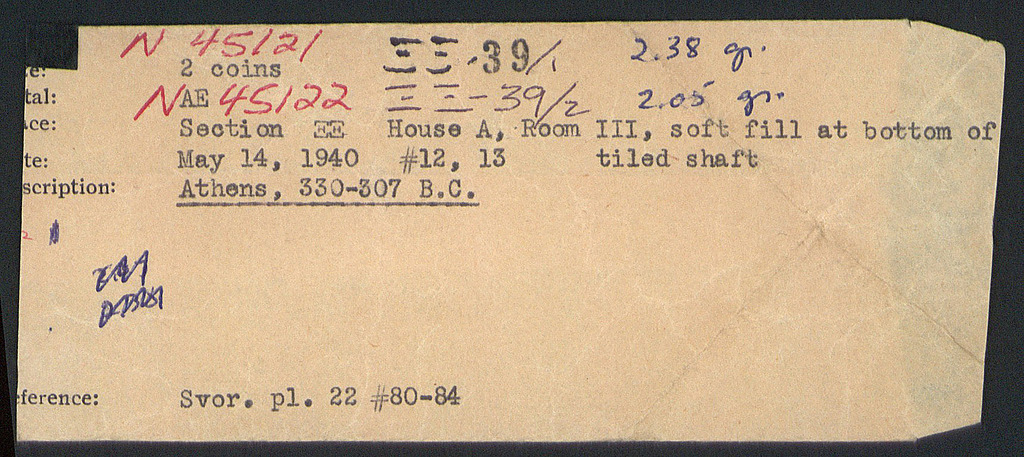 N 45121 ΞΞ-39/1 2.38 gr.
e: 2 coins
tal: AE N 45122 ΞΞ-39/2 2.05 gr.
ce: Section ΞΞ House A, Room III, soft fill at bottom of
te: May 14, 1940 #12, 13 tiled shaft
scription: Athens, 330-307 B.C.
ference: Svor. pl. 22 #80-84